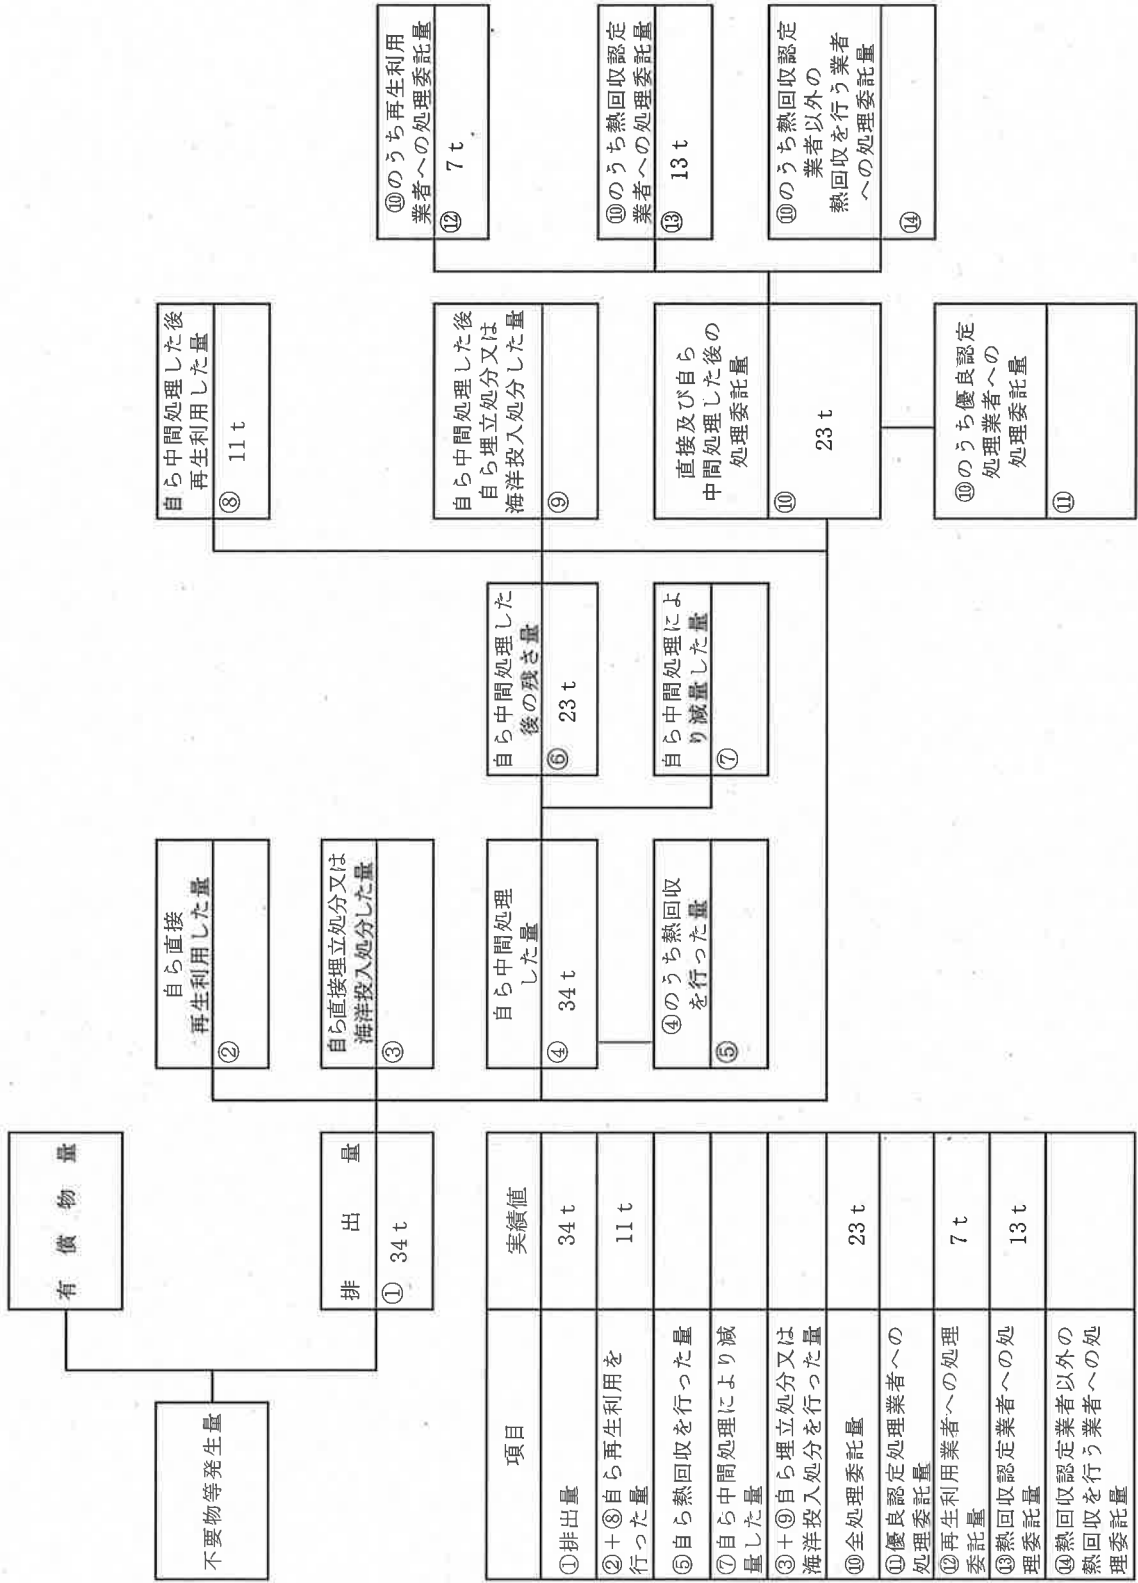 不要物等発生量
有償物量
排出量
① 34 t
自ら直接
再生利用した量
②
自ら直接埋立処分又は
海洋投入処分した量
③
自ら中間処理
した量
④ 34 t
④のうち熱回収
を行った量
⑤
自ら中間処理した
後の残さ量
⑥ 23 t
自ら中間処理によ
り減量した量
⑦
自ら中間処理した後
再生利用した量
⑧ 11 t
自ら中間処理した後
自ら埋立処分又は
海洋投入処分した量
⑨
直接及び自ら
中間処理した後の
処理委託量
⑩ 23 t
⑩のうち優良認定
処理業者への
処理委託量
⑪
⑩のうち再生利用
業者への処理委託量
⑫ 7 t
⑩のうち熱回収認定
業者への処理委託量
⑬ 13 t
⑩のうち熱回収認定
業者以外の
熱回収を行う業者
への処理委託量
⑭
項目 実績値
①排出量 34 t
②+⑧自ら再生利用を
行った量 11 t
⑤自ら熱回収を行った量
⑦自ら中間処理により減
量した量
③+⑨自ら埋立処分又は
海洋投入処分を行った量
⑩全処理委託量 23 t
⑪優良認定処理業者への
処理委託量
⑫再生利用業者への処理
委託量 7 t
⑬熱回収認定業者への処
理委託量 13 t
⑭熱回収認定業者以外の
熱回収を行う業者への処
理委託量